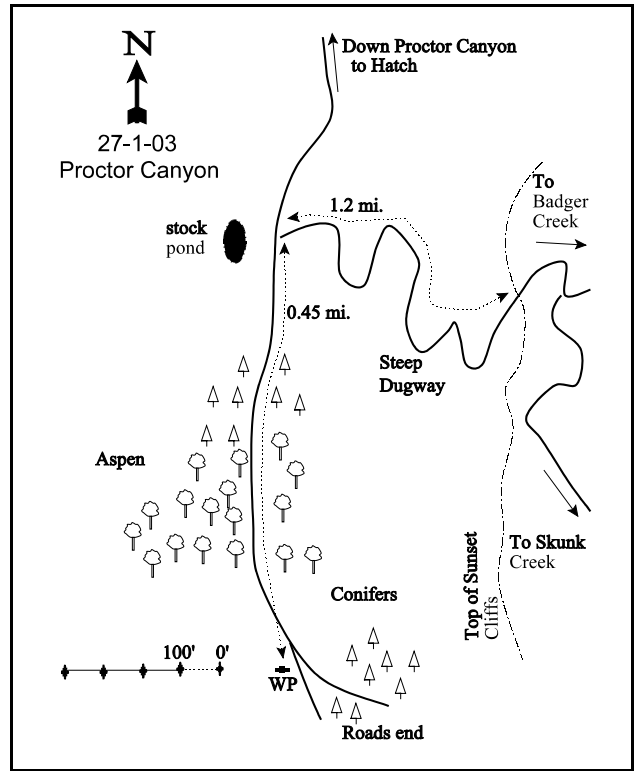 N
27-1-03
Proctor Canyon
Down Proctor Canyon
to Hatch
To
Badger
Creek
1.2 mi.
stock
pond
0.45 mi.
Steep
Dugway
Aspen
To Skunk
Creek
Top of Sunset
Cliffs
Conifers
100' 0'
WP
Roads end